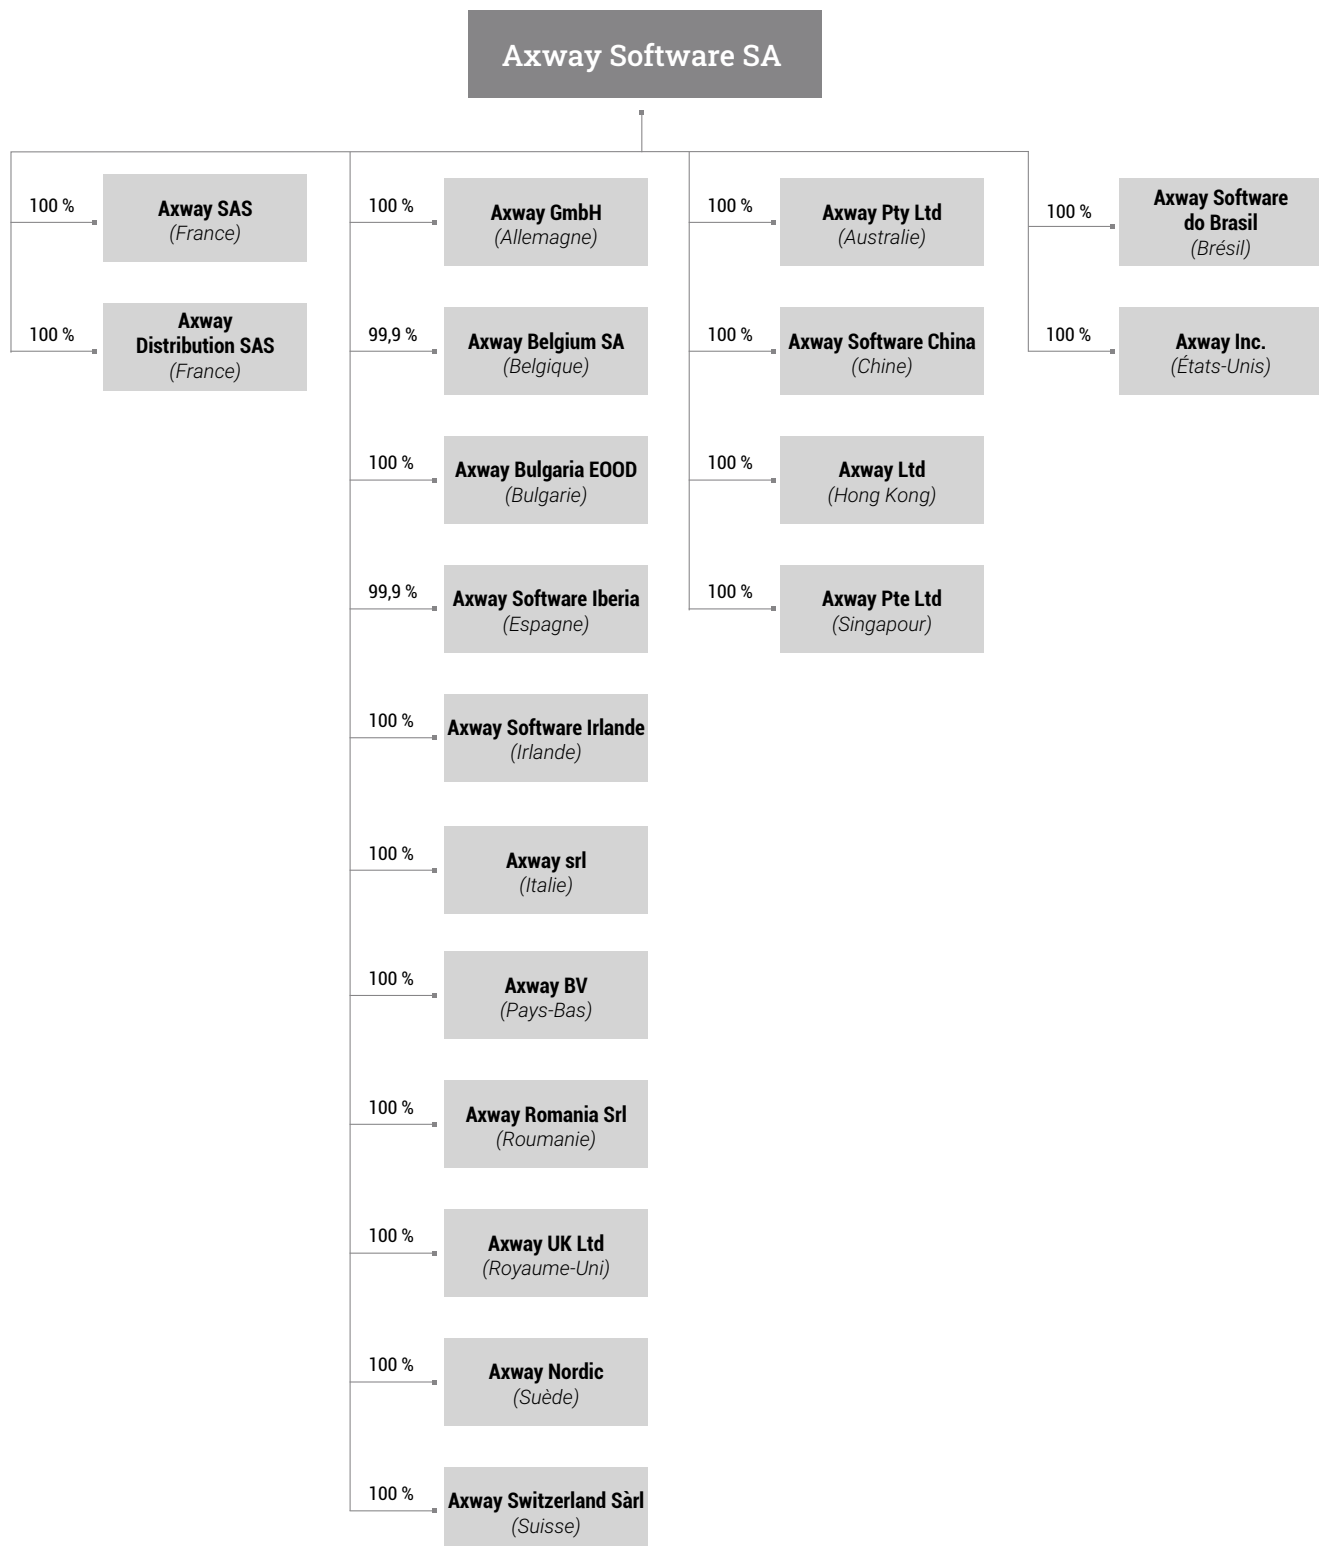 Axway Software SA
100 %
Axway SAS
(France)
100 %
Axway
Distribution SAS
(France)
100 %
Axway GmbH
(Allemagne)
99,9 %
Axway Belgium SA
(Belgique)
100 %
Axway Bulgaria EOOD
(Bulgarie)
99,9 %
Axway Software Iberia
(Espagne)
100 %
Axway Software Irlande
(Irlande)
100 %
Axway srl
(Italie)
100 %
Axway BV
(Pays-Bas)
100 %
Axway Romania Srl
(Roumanie)
100 %
Axway UK Ltd
(Royaume-Uni)
100 %
Axway Nordic
(Suède)
100 %
Axway Switzerland Sàrl
(Suisse)
100 %
Axway Pty Ltd
(Australie)
100 %
Axway Software China
(Chine)
100 %
Axway Ltd
(Hong Kong)
100 %
Axway Pte Ltd
(Singapour)
100 %
Axway Software
do Brasil
(Brésil)
100 %
Axway Inc.
(États-Unis)